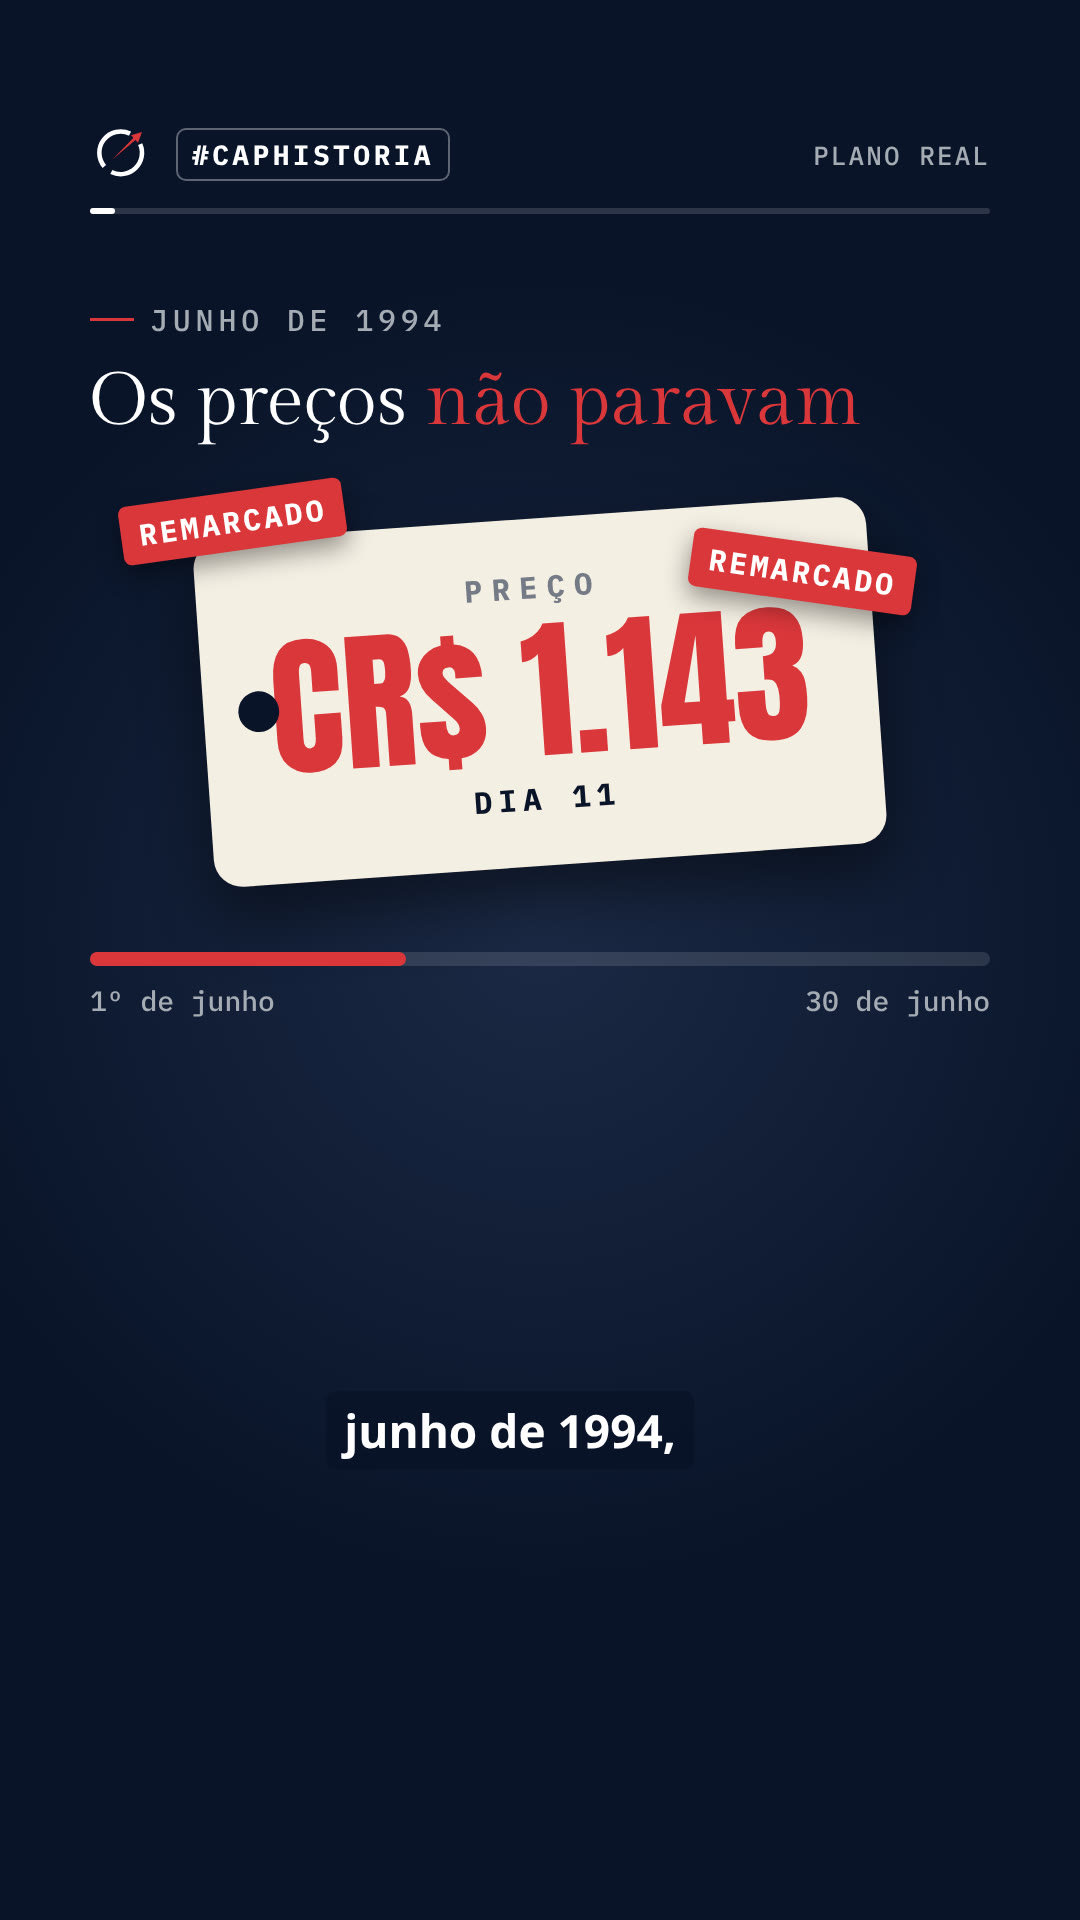 #CAPHISTORIA
PLANO REAL
JUNHO DE 1994
Os preços não paravam
REMARCADO
REMARCADO
PREÇO
CR$ 1.143
DIA 11
1º de junho
30 de junho
junho de 1994,